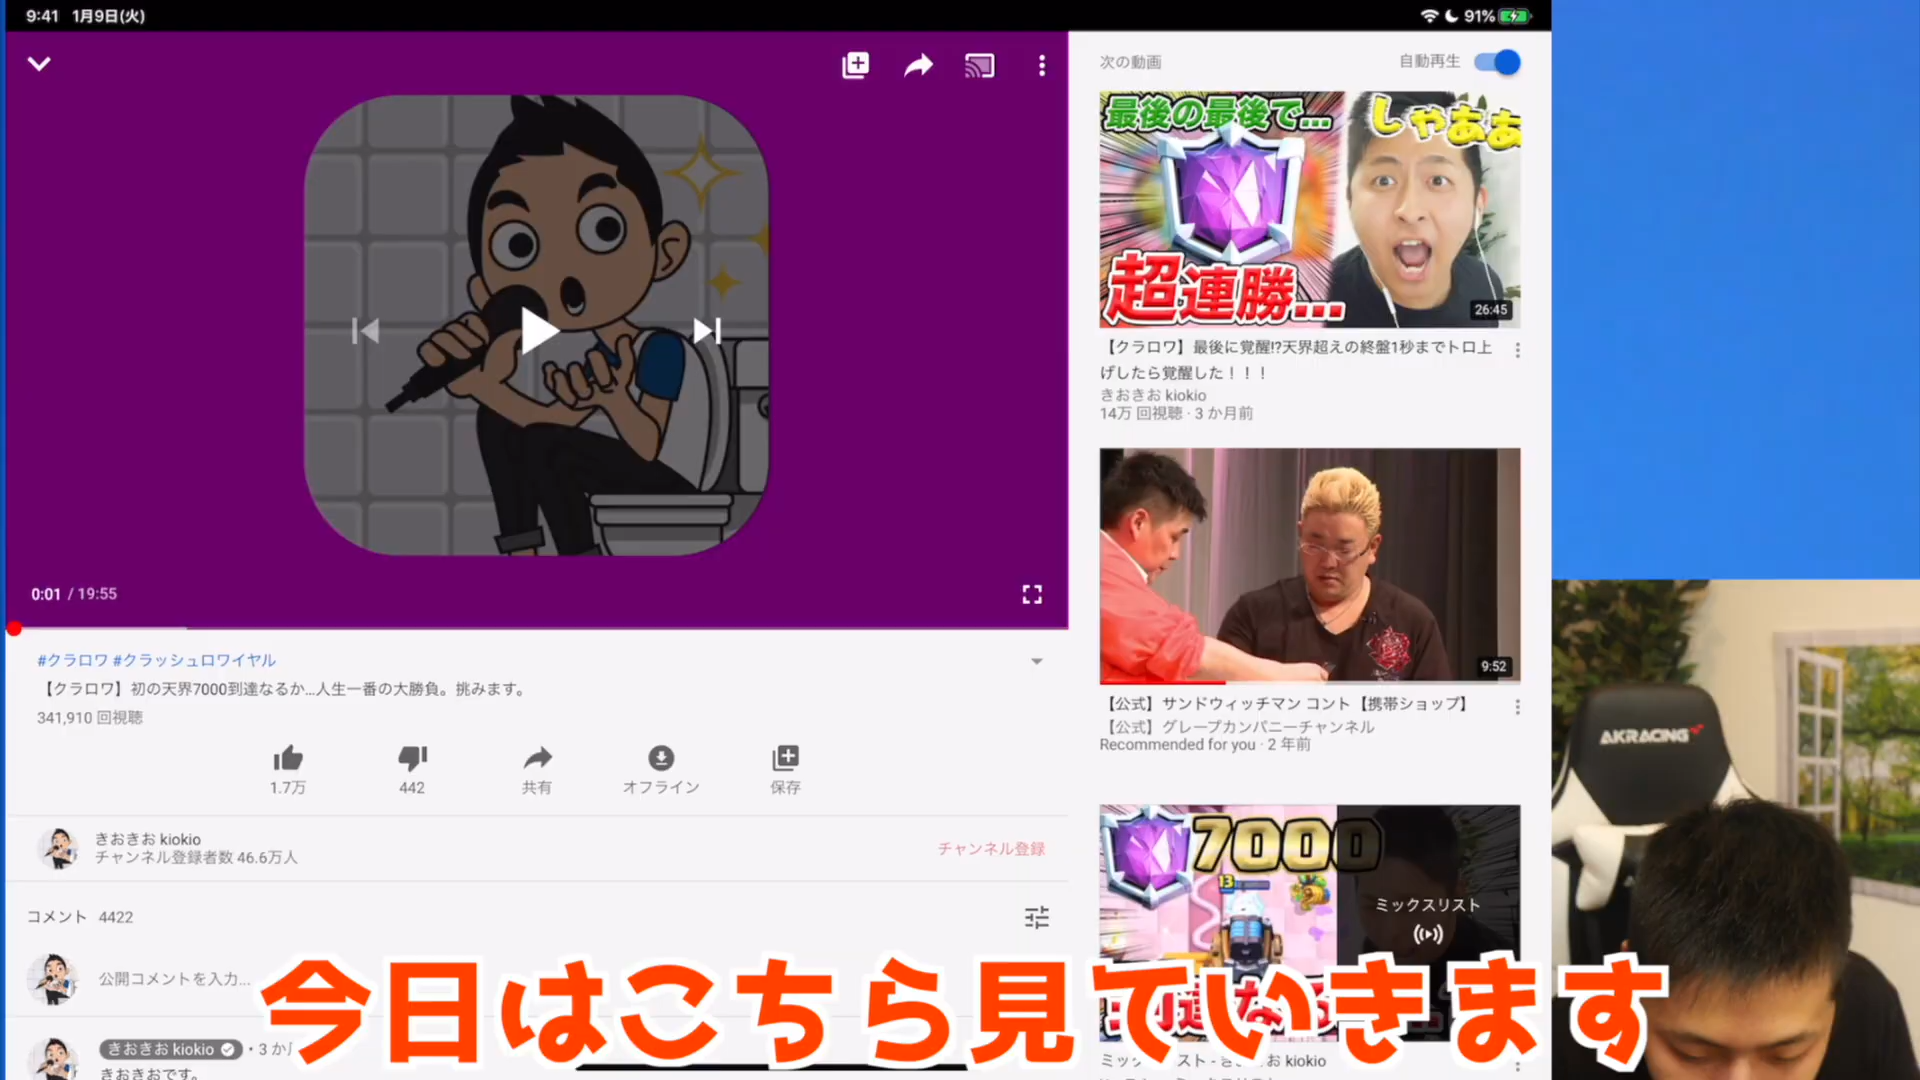 9:41 1月9日(火)
91%
次の動画
自動再生
最後の最後で...
しゃああ
超連勝...
26:45
【クラロワ】最後に覚醒!?天界超えの終盤1秒までトロ上
げしたら覚醒した!!!
きおきお kiokio
14万 回視聴・3 か月前
9:52
【公式】サンドウィッチマン コント【携帯ショップ】
【公式】グレープカンパニーチャンネル
Recommended for you・2 年前
7000
13
ミックスリスト
kiokio
0:01 / 19:55
#クラロワ #クラッシュロワイヤル
【クラロワ】初の天界7000到達なるか...人生一番の大勝負。挑みます。
341,910 回視聴
1.7万
442
共有
オフライン
保存
きおきお kiokio
チャンネル登録者数 46.6万人
チャンネル登録
コメント 4422
公開コメントを入力...
きおきお kiokio ・3 か
きおきおです。
今日はこちら見ていきます
AKRACING